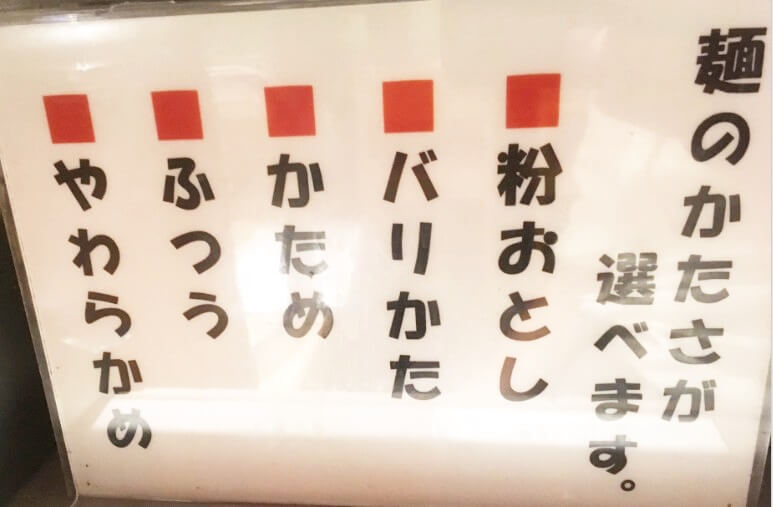 麺のかたさが
選べます。
■粉おとし
■バリかた
■かため
■ふつう
■やわらかめ